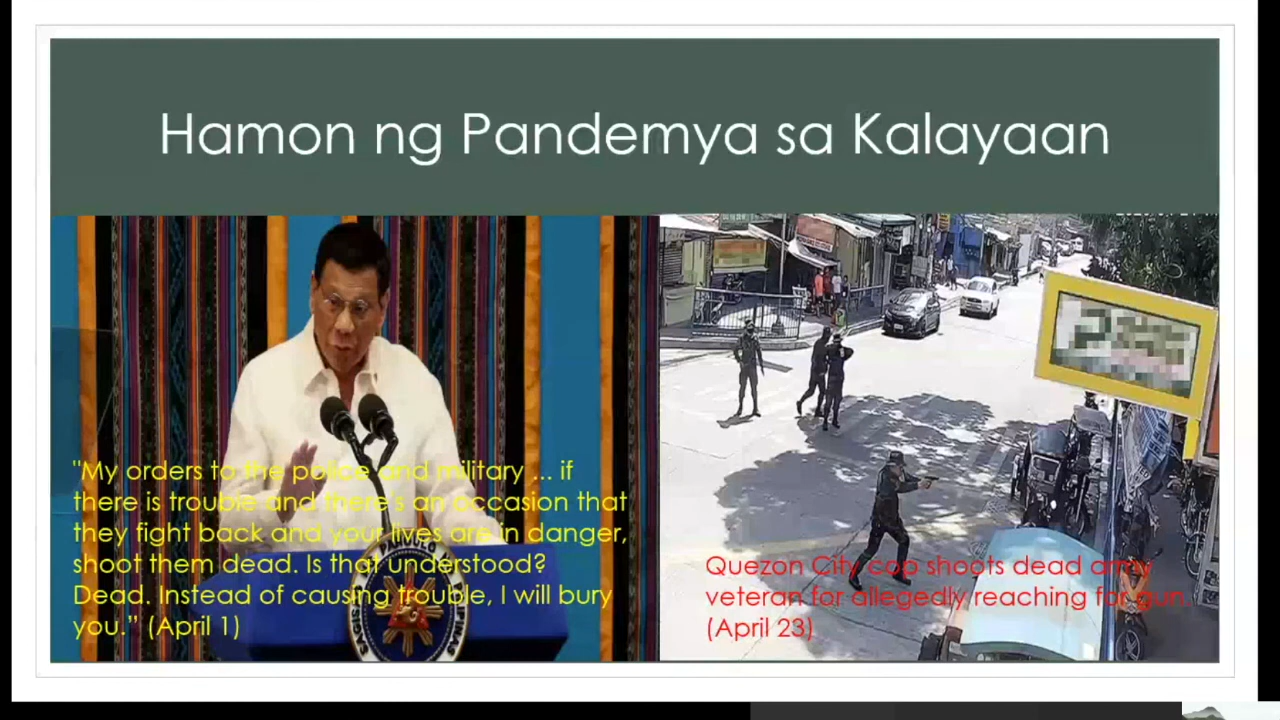 Hamon ng Pandemya sa Kalayaan
"My orders to the police and military ... if
there is trouble and there's an occasion that
they fight back and your lives are in danger,
shoot them dead. Is that understood?
Dead. Instead of causing trouble, I will bury
you." (April 1)
Quezon City cop shoots dead army
veteran for allegedly reaching for gun.
(April 23)